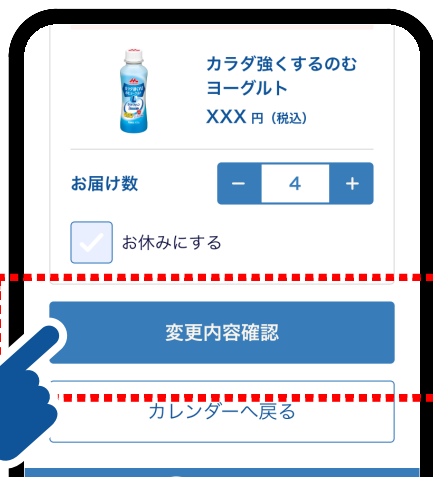 カラダ強くするのむ
ヨーグルト
XXX 円（税込）
お届け数
4
お休みにする
変更内容確認
カレンダーへ戻る